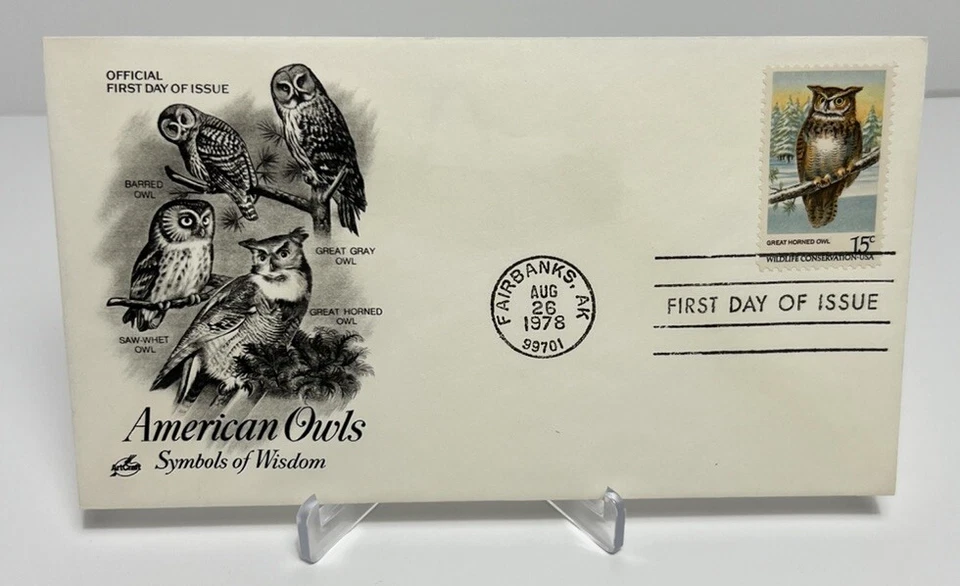 OFFICIAL
FIRST DAY OF ISSUE
BARRED
OWL
GREAT GRAY
OWL
GREAT HORNED
OWL
SAW-WHET
OWL
American Owls
ArtCraft
Symbols of Wisdom
FAIRBANKS, AK
AUG
26
1978
99701
GREAT HORNED OWL
15c
WILDLIFE CONSERVATION-USA
FIRST DAY OF ISSUE